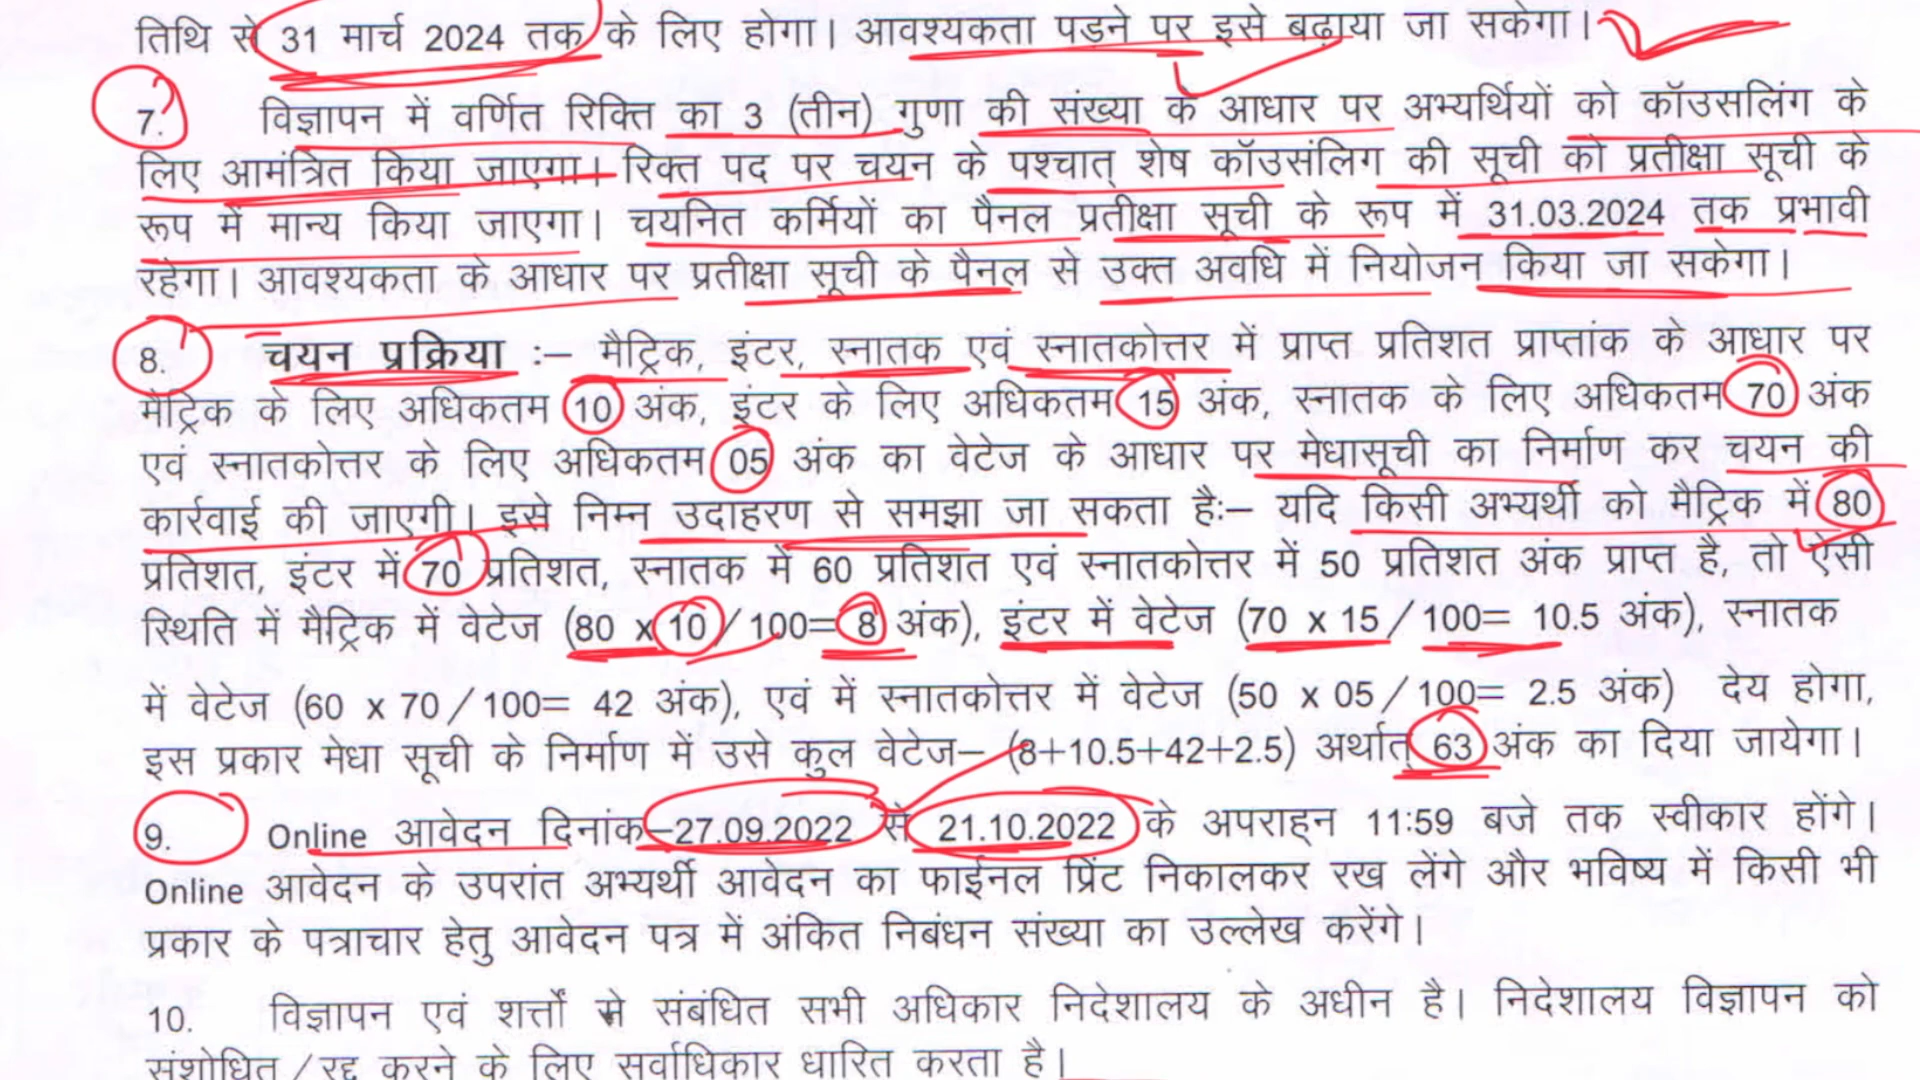 तिथि से 31 मार्च 2024 तक के लिए होगा। आवश्यकता पडने पर इसे बढ़ाया जा सकेगा।
7. विज्ञापन में वर्णित रिक्ति का 3 (तीन) गुणा की संख्या के आधार पर अभ्यर्थियों को कॉउसलिंग के
लिए आमंत्रित किया जाएगा। रिक्त पद पर चयन के पश्चात् शेष कॉउसंलिग की सूची को प्रतीक्षा सूची के
रूप में मान्य किया जाएगा। चयनित कर्मियों का पैनल प्रतीक्षा सूची के रूप में 31.03.2024 तक प्रभावी
रहेगा। आवश्यकता के आधार पर प्रतीक्षा सूची के पैनल से उक्त अवधि में नियोजन किया जा सकेगा।
8. चयन प्रक्रिया :– मैट्रिक, इंटर, स्नातक एवं स्नातकोत्तर में प्राप्त प्रतिशत प्राप्तांक के आधार पर
मैट्रिक के लिए अधिकतम 10 अंक, इंटर के लिए अधिकतम 15 अंक, स्नातक के लिए अधिकतम 70 अंक
एवं स्नातकोत्तर के लिए अधिकतम 05 अंक का वेटेज के आधार पर मेधासूची का निर्माण कर चयन की
कार्रवाई की जाएगी। इसे निम्न उदाहरण से समझा जा सकता है:– यदि किसी अभ्यर्थी को मैट्रिक में 80
प्रतिशत, इंटर में 70 प्रतिशत, स्नातक में 60 प्रतिशत एवं स्नातकोत्तर में 50 प्रतिशत अंक प्राप्त है, तो ऐसी
स्थिति में मैट्रिक में वेटेज (80 x 10/100= 8 अंक), इंटर में वेटेज (70 x 15/100= 10.5 अंक), स्नातक
में वेटेज (60 x 70/100= 42 अंक), एवं में स्नातकोत्तर में वेटेज (50 x 05/100= 2.5 अंक) देय होगा,
इस प्रकार मेधा सूची के निर्माण में उसे कुल वेटेज– (8+10.5+42+2.5) अर्थात् 63 अंक का दिया जायेगा।
9. Online आवेदन दिनांक–27.09.2022 से 21.10.2022 के अपराह्न 11:59 बजे तक स्वीकार होंगे।
Online आवेदन के उपरांत अभ्यर्थी आवेदन का फाईनल प्रिंट निकालकर रख लेंगे और भविष्य में किसी भी
प्रकार के पत्राचार हेतु आवेदन पत्र में अंकित निबंधन संख्या का उल्लेख करेंगे।
10. विज्ञापन एवं शर्त्तों से संबंधित सभी अधिकार निदेशालय के अधीन है। निदेशालय विज्ञापन को
संशोधित/रद्द करने के लिए सर्वाधिकार धारित करता है।